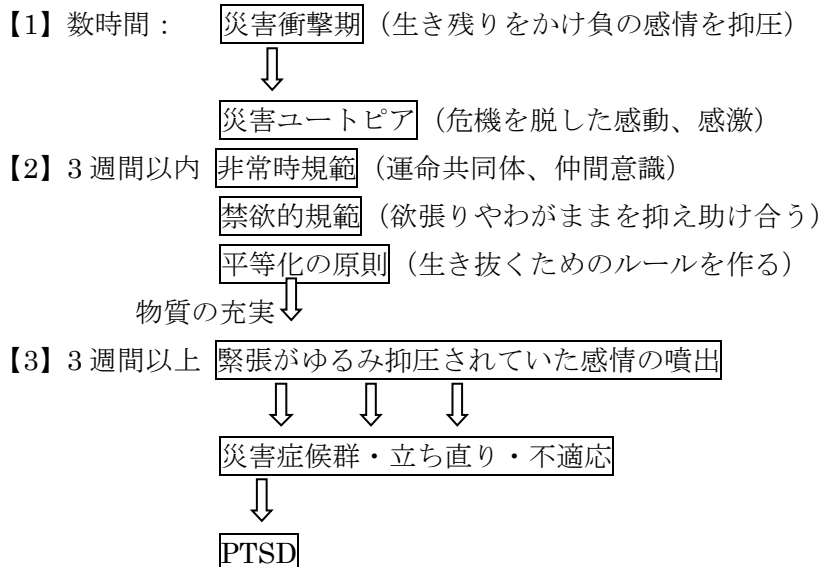 【1】数時間： 災害衝撃期（生き残りをかけ負の感情を抑圧）
災害ユートピア（危機を脱した感動、感激）
【2】3週間以内 非常時規範（運命共同体、仲間意識）
禁欲的規範（欲張りやわがままを抑え助け合う）
平等化の原則（生き抜くためのルールを作る）
物質の充実
【3】3週間以上 緊張がゆるみ抑圧されていた感情の噴出
災害症候群・立ち直り・不適応
PTSD